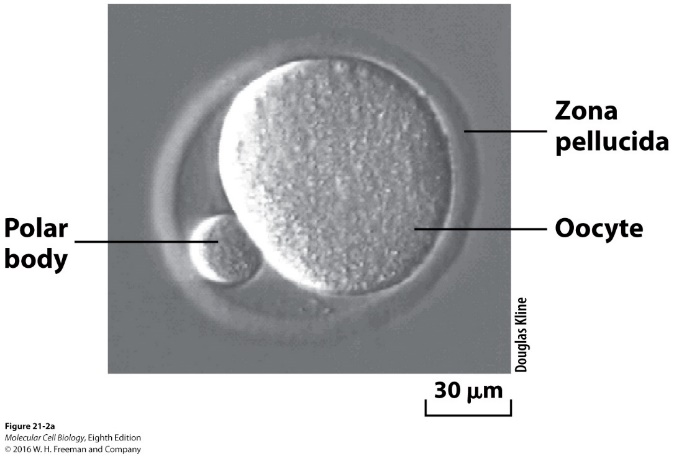 Zona
pellucida
Polar
body
Oocyte
Douglas Kline
30 μm
Figure 21-2a
Molecular Cell Biology, Eighth Edition
© 2016 W. H. Freeman and Company